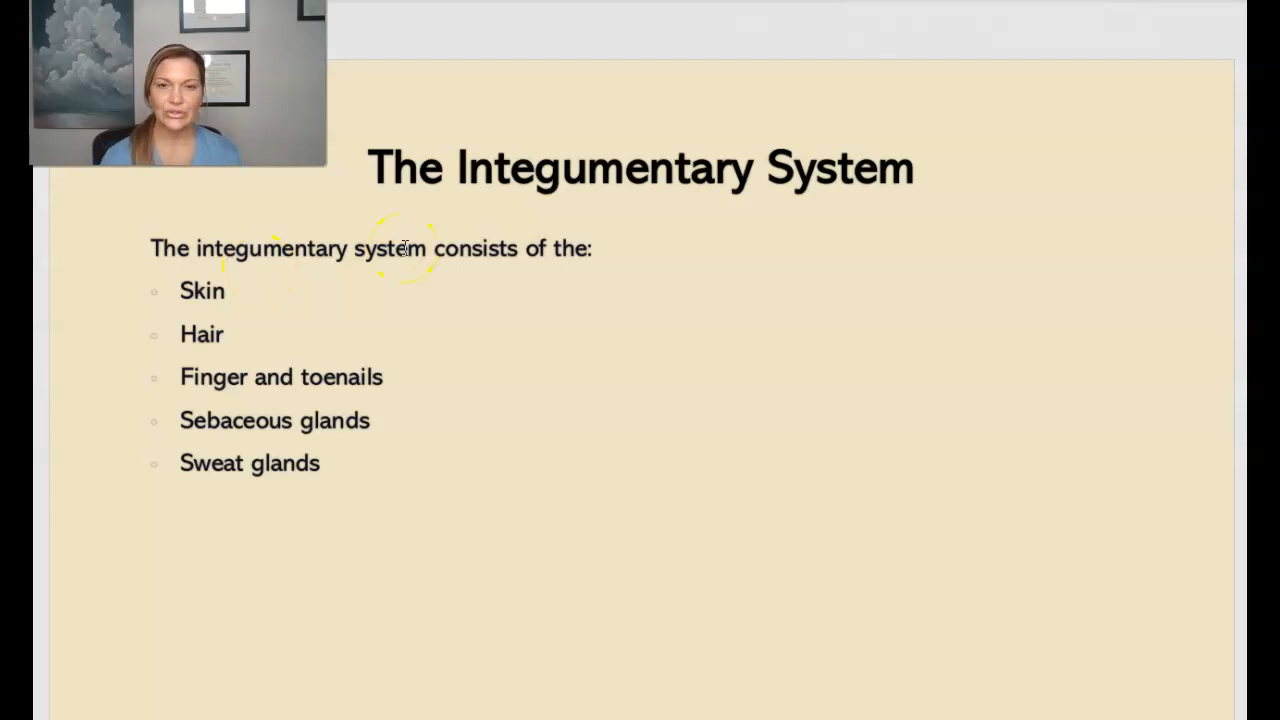 The Integumentary System
The integumentary system consists of the:
Skin
Hair
Finger and toenails
Sebaceous glands
Sweat glands